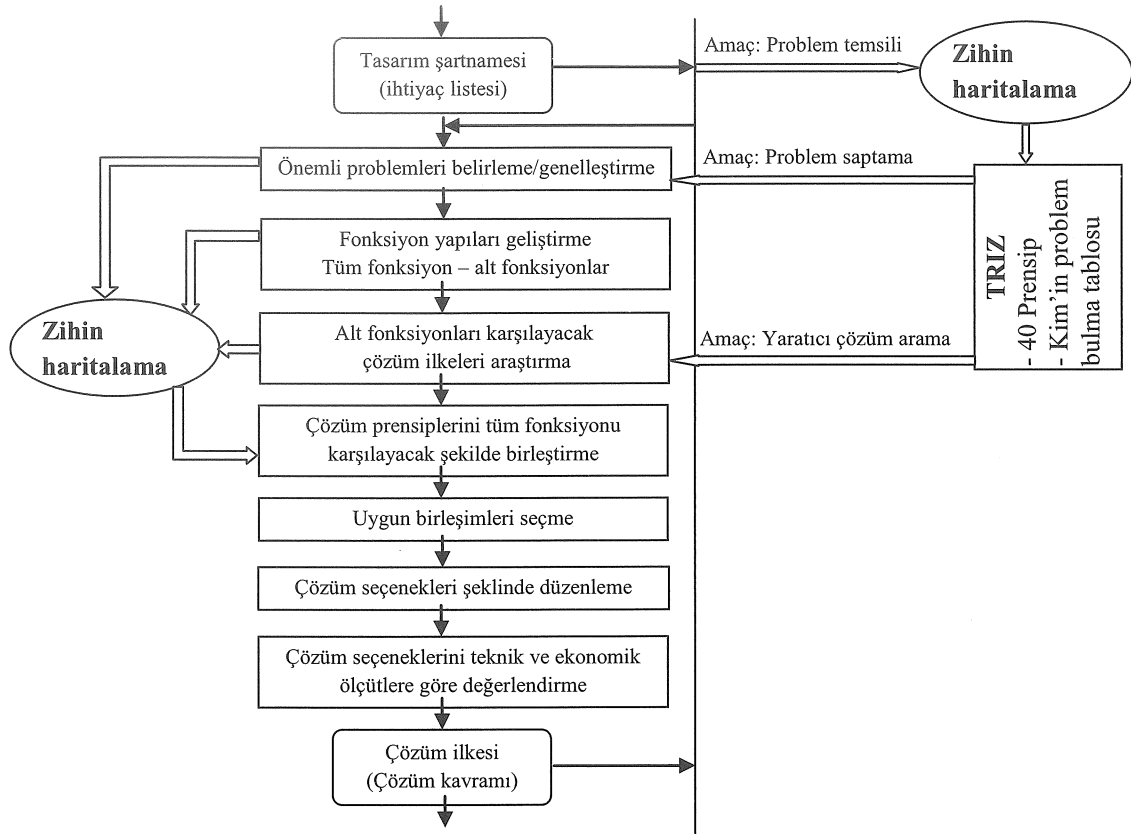 Tasarım şartnamesi
(ihtiyaç listesi)
Amaç: Problem temsili
Zihin
haritalama
Önemli problemleri belirleme/genelleştirme
Amaç: Problem saptama
Fonksiyon yapıları geliştirme
Tüm fonksiyon – alt fonksiyonlar
TRIZ
- 40 Prensip
- Kim’in problem
bulma tablosu
Zihin
haritalama
Alt fonksiyonları karşılayacak
çözüm ilkeleri araştırma
Amaç: Yaratıcı çözüm arama
Çözüm prensiplerini tüm fonksiyonu
karşılayacak şekilde birleştirme
Uygun birleşimleri seçme
Çözüm seçenekleri şeklinde düzenleme
Çözüm seçeneklerini teknik ve ekonomik
ölçütlere göre değerlendirme
Çözüm ilkesi
(Çözüm kavramı)